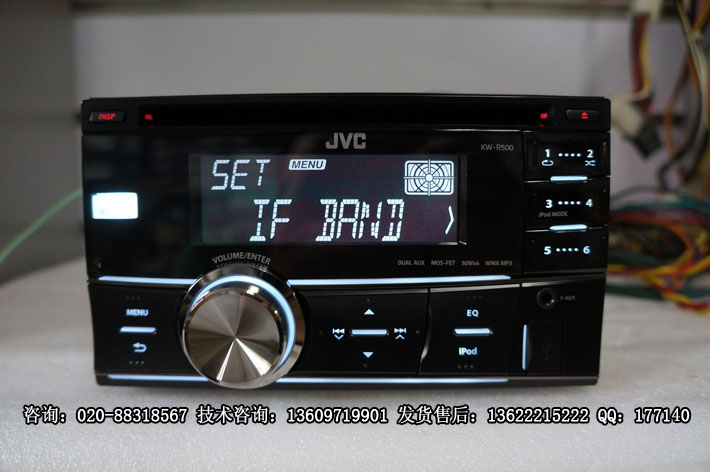 DISP
JVC
KW-R500
SET MENU
IF BAND
1 •••• 2
3 •••• 4
iPod MODE
5 •••• 6
VOLUME/ENTER
DUAL AUX MOS-FET 50Wx4 WMA MP3
MENU
EQ
iPod
F-AUX
咨询：020-88318567 技术咨询：13609719901 发货售后：13622215222 QQ：177140